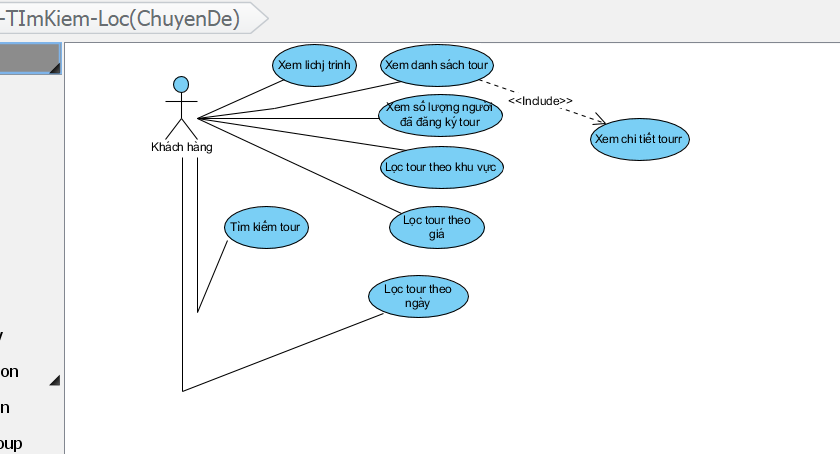 -TImKiem-Loc(ChuyenDe)
Xem lichj trình
Xem danh sách tour
<<Include>>
Xem số lượng người
đã đăng ký tour
Xem chi tiết tourr
Khách hàng
Lọc tour theo khu vực
Lọc tour theo
giá
Tìm kiếm tour
Lọc tour theo
ngày
on
n
oup